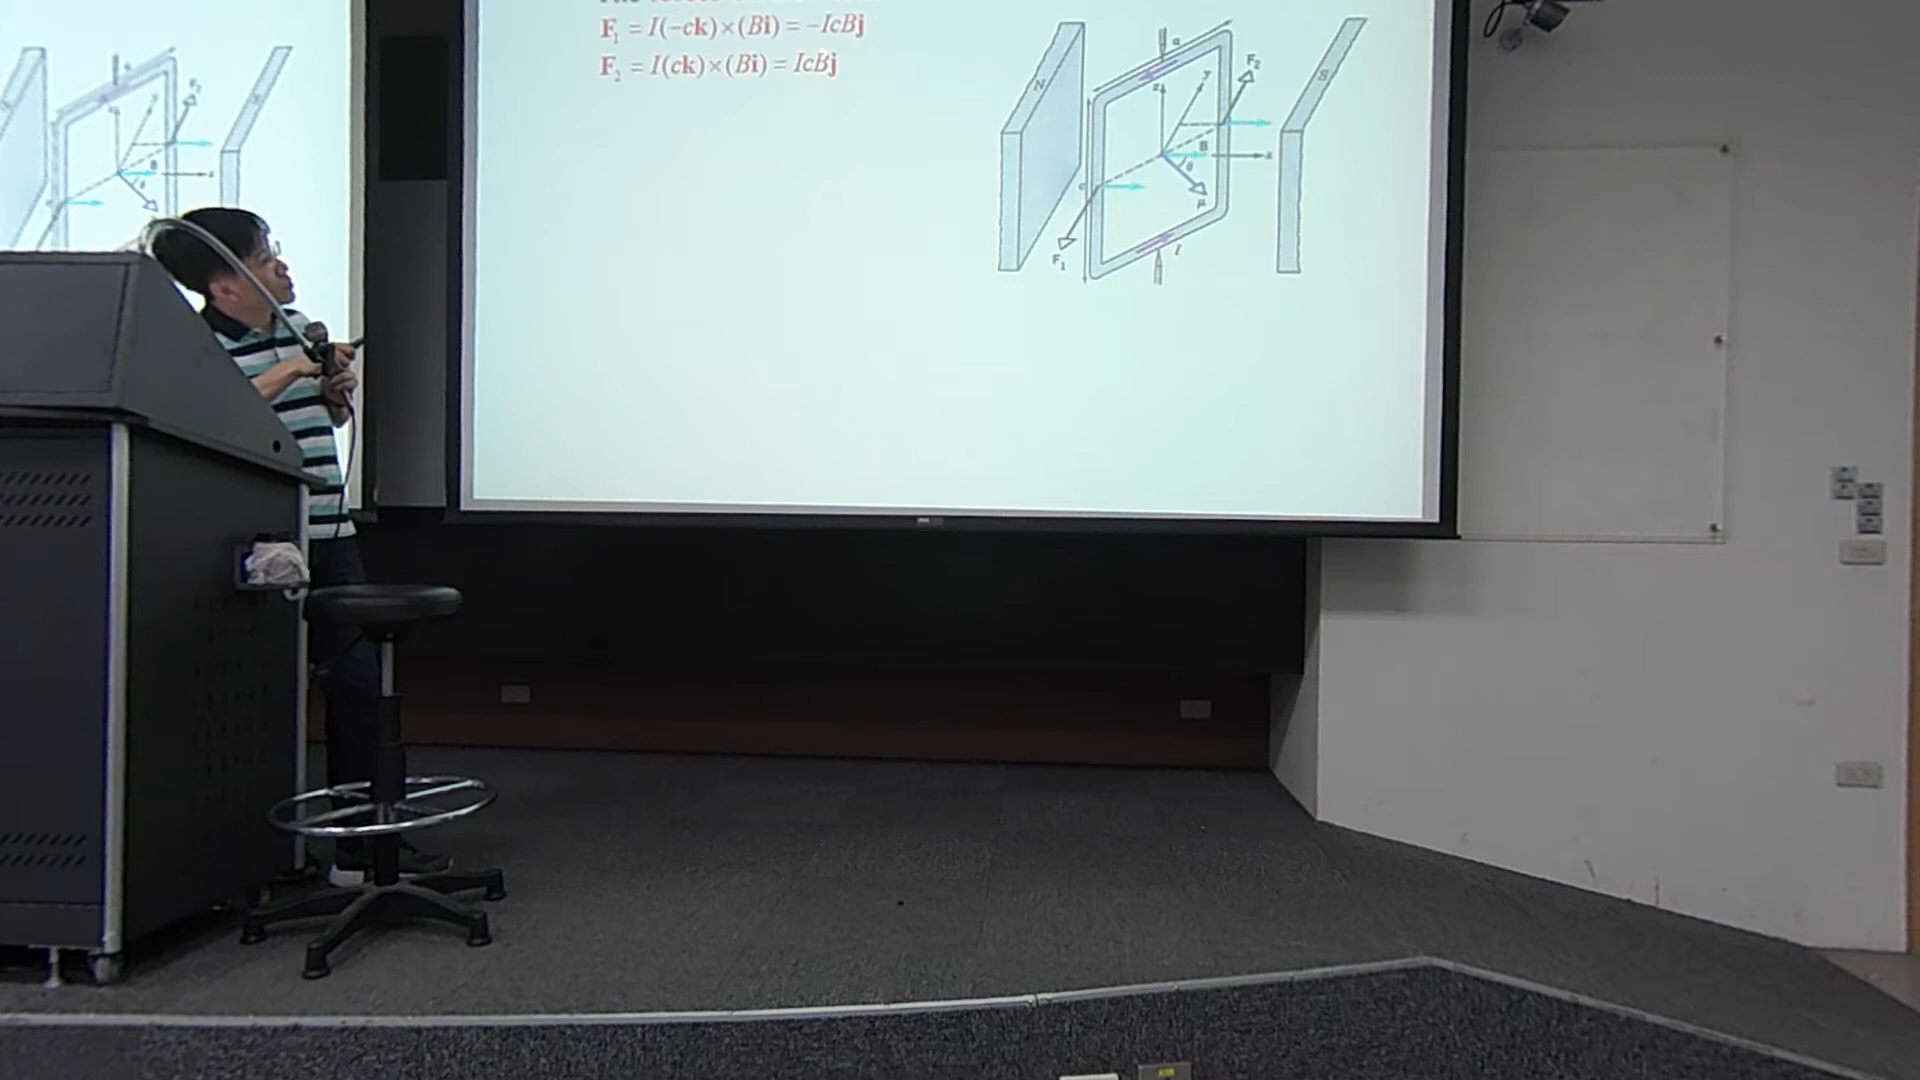 F₁ = I(−ck)×(Bi) = −IcBj
F₂ = I(ck)×(Bi) = IcBj
N
a
z
y
F₂
S
B
x
θ
c
μ
F₁
I